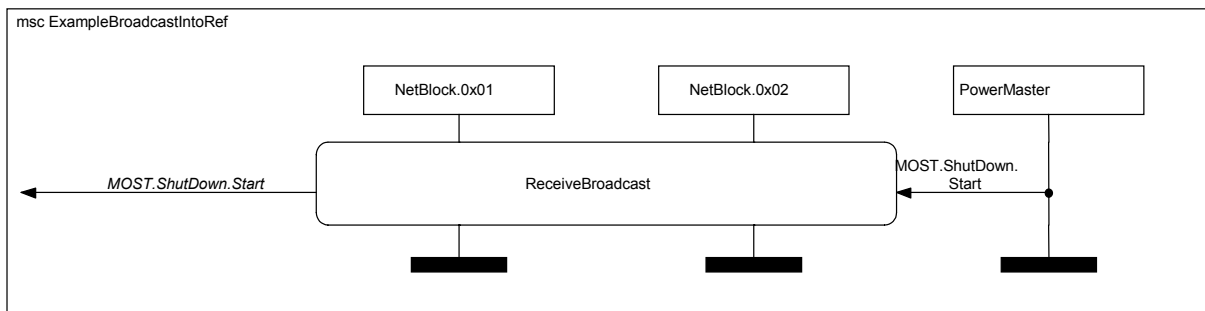 msc ExampleBroadcastIntoRef
NetBlock.0x01
NetBlock.0x02
PowerMaster
MOST.ShutDown.Start
ReceiveBroadcast
MOST.ShutDown.
Start